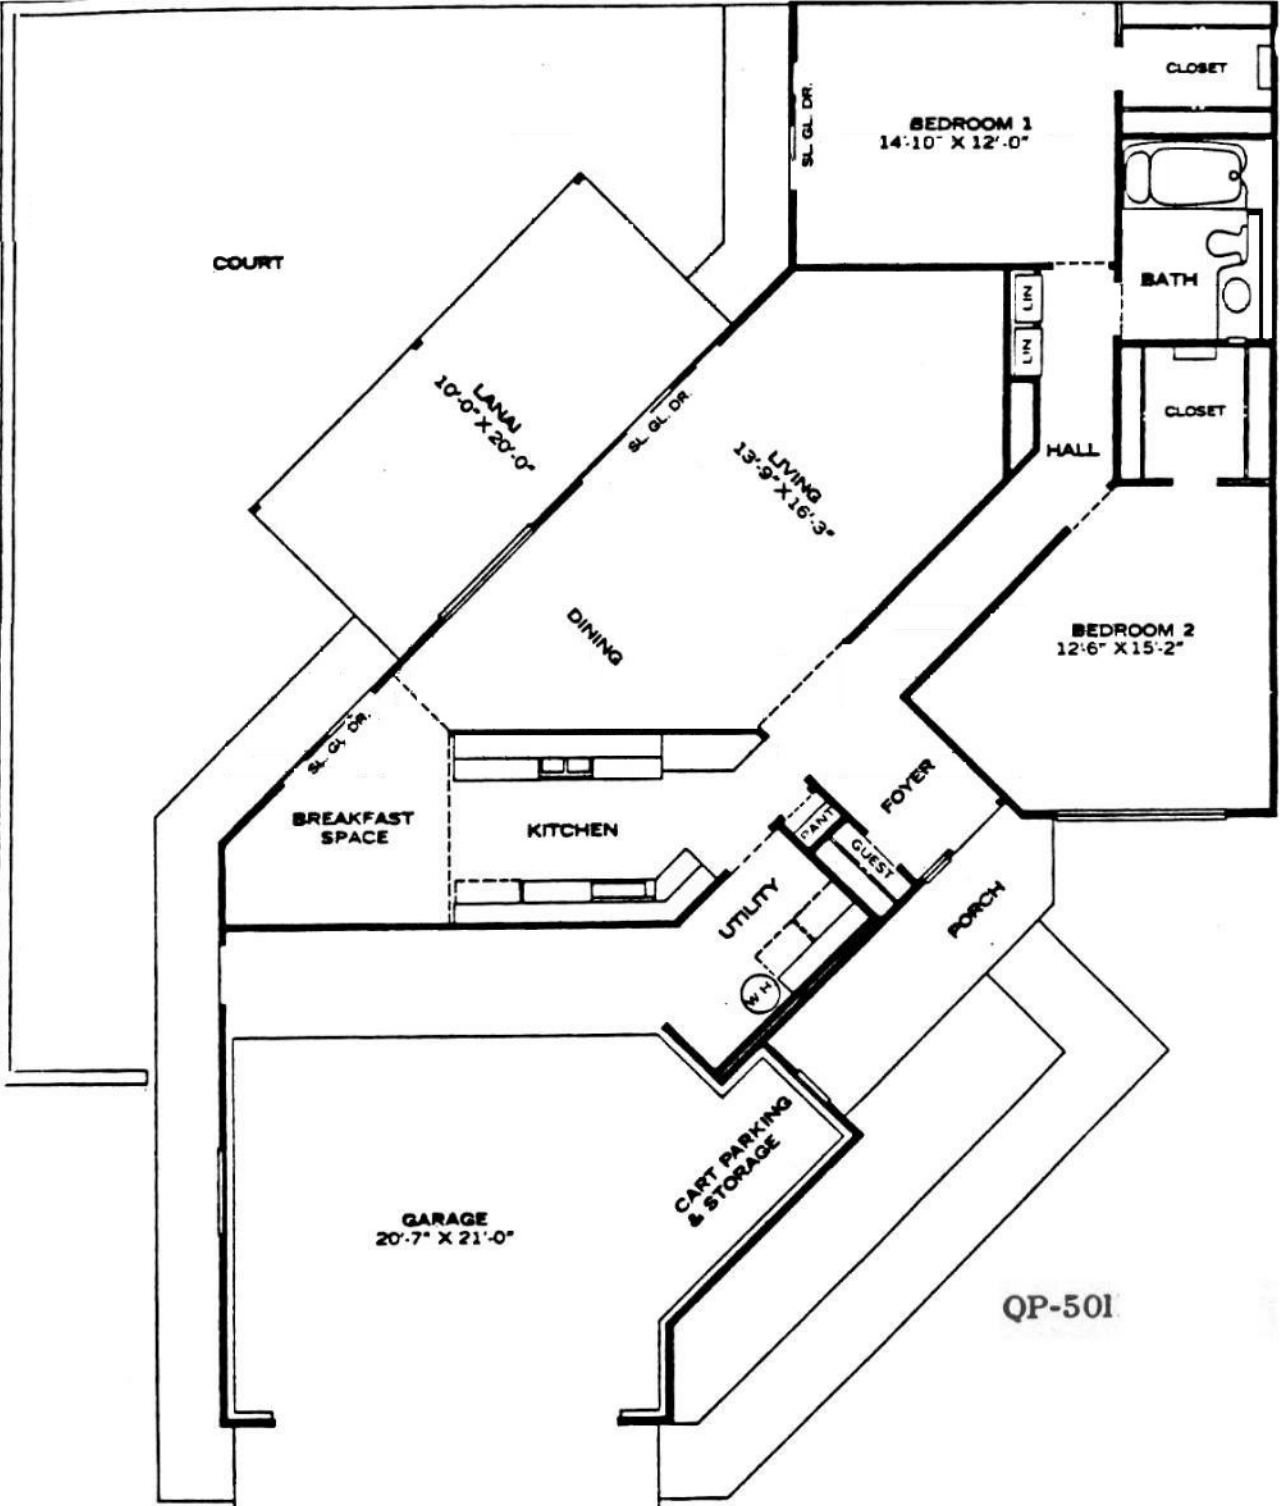 CLOSET
SL. GL. DR.
BEDROOM 1
14'-10" X 12'-0"
COURT
BATH
LIN
LIN
LANAI
10'-0" X 20'-0"
SL. GL. DR.
CLOSET
HALL
LIVING
13'-9" X 16'-3"
DINING
BEDROOM 2
12'-6" X 15'-2"
SL. GL. DR.
BREAKFAST
SPACE
KITCHEN
FOYER
PANT
GUEST
UTILITY
PORCH
W H
CART PARKING
& STORAGE
GARAGE
20'-7" X 21'-0"
QP-501